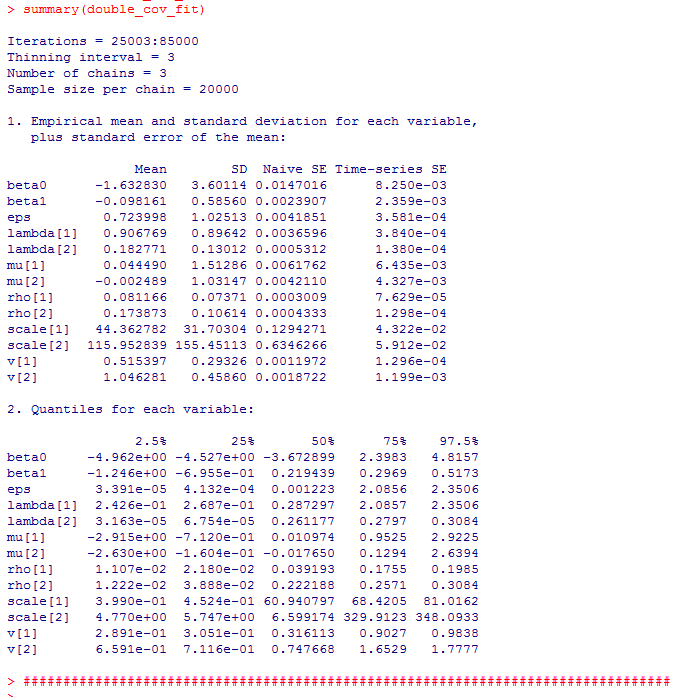 > summary(double_cov_fit)
Iterations = 25003:85000
Thinning interval = 3
Number of chains = 3
Sample size per chain = 20000
1. Empirical mean and standard deviation for each variable,
plus standard error of the mean:
Mean SD Naive SE Time-series SE
beta0 -1.632830 3.60114 0.0147016 8.250e-03
beta1 -0.098161 0.58560 0.0023907 2.359e-03
eps 0.723998 1.02513 0.0041851 3.581e-04
lambda[1] 0.906769 0.89642 0.0036596 3.840e-04
lambda[2] 0.182771 0.13012 0.0005312 1.380e-04
mu[1] 0.044490 1.51286 0.0061762 6.435e-03
mu[2] -0.002489 1.03147 0.0042110 4.327e-03
rho[1] 0.081166 0.07371 0.0003009 7.629e-05
rho[2] 0.173873 0.10614 0.0004333 1.298e-04
scale[1] 44.362782 31.70304 0.1294271 4.322e-02
scale[2] 115.952839 155.45113 0.6346266 5.912e-02
v[1] 0.515397 0.29326 0.0011972 1.296e-04
v[2] 1.046281 0.45860 0.0018722 1.199e-03
2. Quantiles for each variable:
2.5% 25% 50% 75% 97.5%
beta0 -4.962e+00 -4.527e+00 -3.672899 2.3983 4.8157
beta1 -1.246e+00 -6.955e-01 0.219439 0.2969 0.5173
eps 3.391e-05 4.132e-04 0.001223 2.0856 2.3506
lambda[1] 2.426e-01 2.687e-01 0.287297 2.0857 2.3506
lambda[2] 3.163e-05 6.754e-05 0.261177 0.2797 0.3084
mu[1] -2.915e+00 -7.120e-01 0.010974 0.9525 2.9225
mu[2] -2.630e+00 -1.604e-01 -0.017650 0.1294 2.6394
rho[1] 1.107e-02 2.180e-02 0.039193 0.1755 0.1985
rho[2] 1.222e-02 3.888e-02 0.222188 0.2571 0.3084
scale[1] 3.990e-01 4.524e-01 60.940797 68.4205 81.0162
scale[2] 4.770e+00 5.747e+00 6.599174 329.9123 348.0933
v[1] 2.891e-01 3.051e-01 0.316113 0.9027 0.9838
v[2] 6.591e-01 7.116e-01 0.747668 1.6529 1.7777
> #################################################################################
>